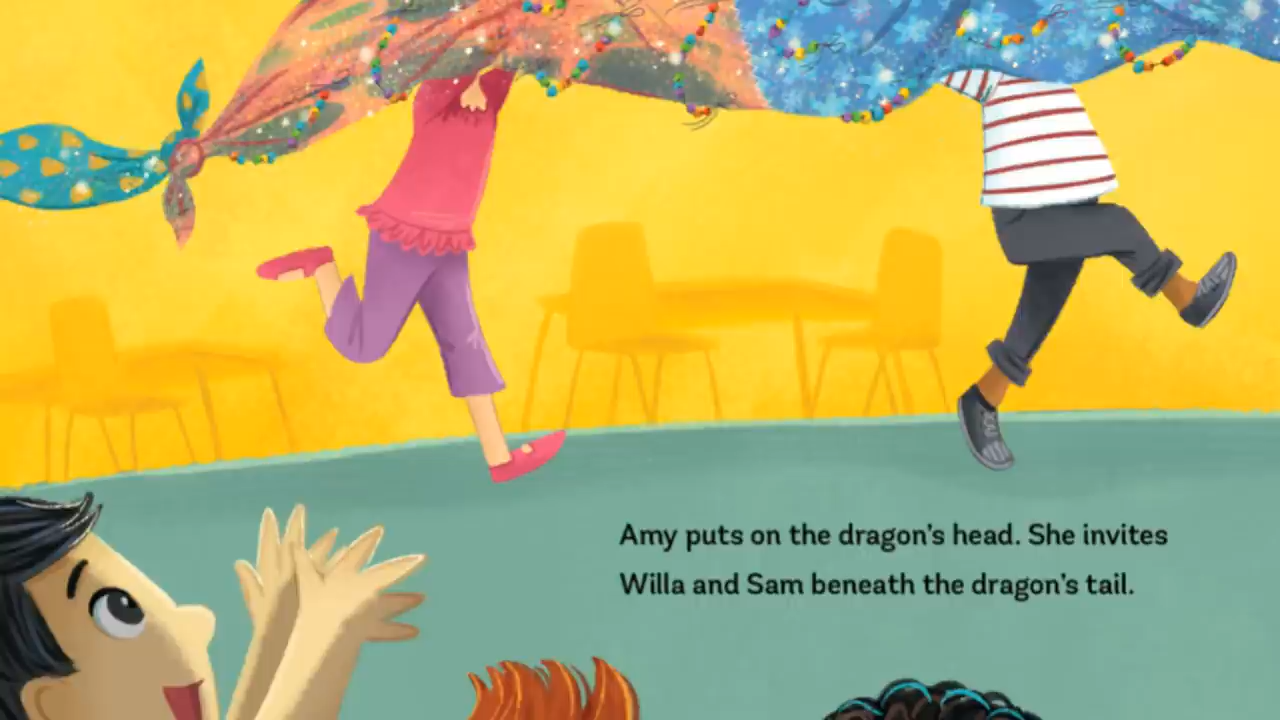 Amy puts on the dragon’s head. She invites
Willa and Sam beneath the dragon’s tail.